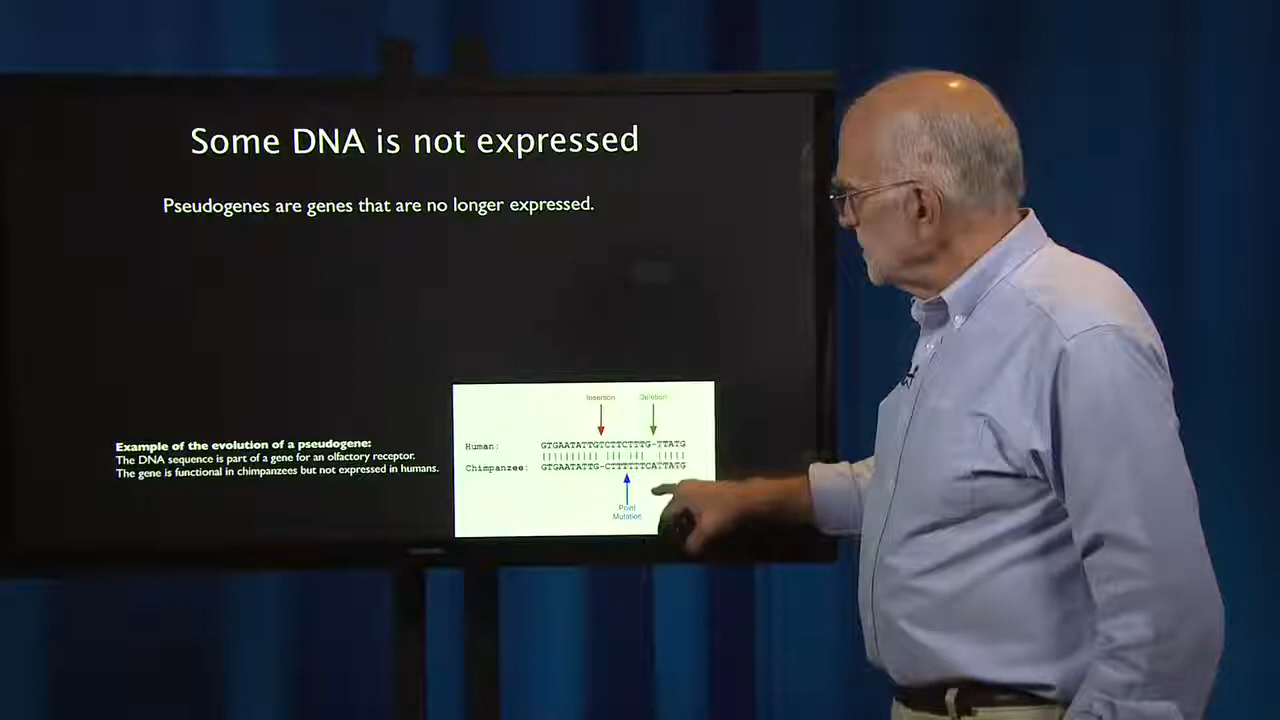 Some DNA is not expressed
Pseudogenes are genes that are no longer expressed.
Example of the evolution of a pseudogene:
The DNA sequence is part of a gene for an olfactory receptor.
The gene is functional in chimpanzees but not expressed in humans.
Insertion Deletion
Human: GTGAATATTGTCTTCTTTG-TTATG
Chimpanzee: GTGAATATTG-CTTTTTTCATTATG
Point
Mutation